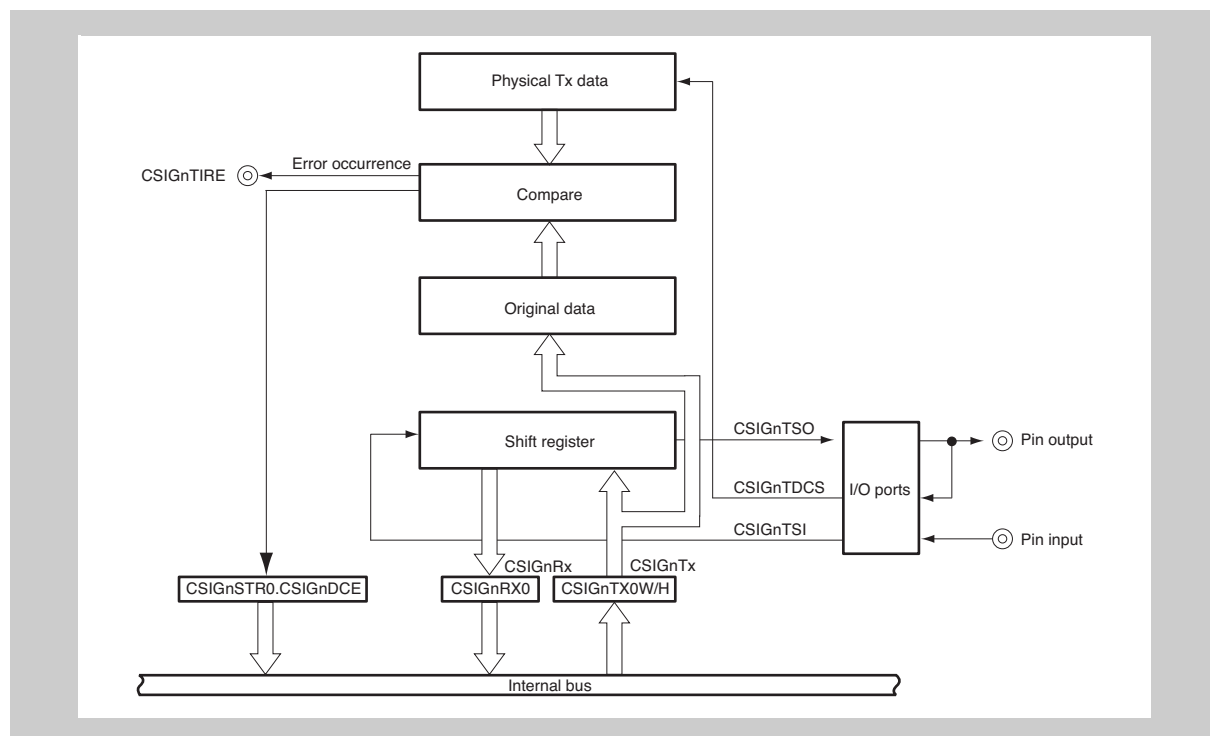 Physical Tx data
Error occurrence
CSIGnTIRE
Compare
Original data
Shift register
CSIGnTSO
Pin output
CSIGnTDCS
I/O ports
CSIGnTSI
Pin input
CSIGnRx
CSIGnTx
CSIGnSTR0.CSIGnDCE
CSIGnRX0
CSIGnTX0W/H
Internal bus